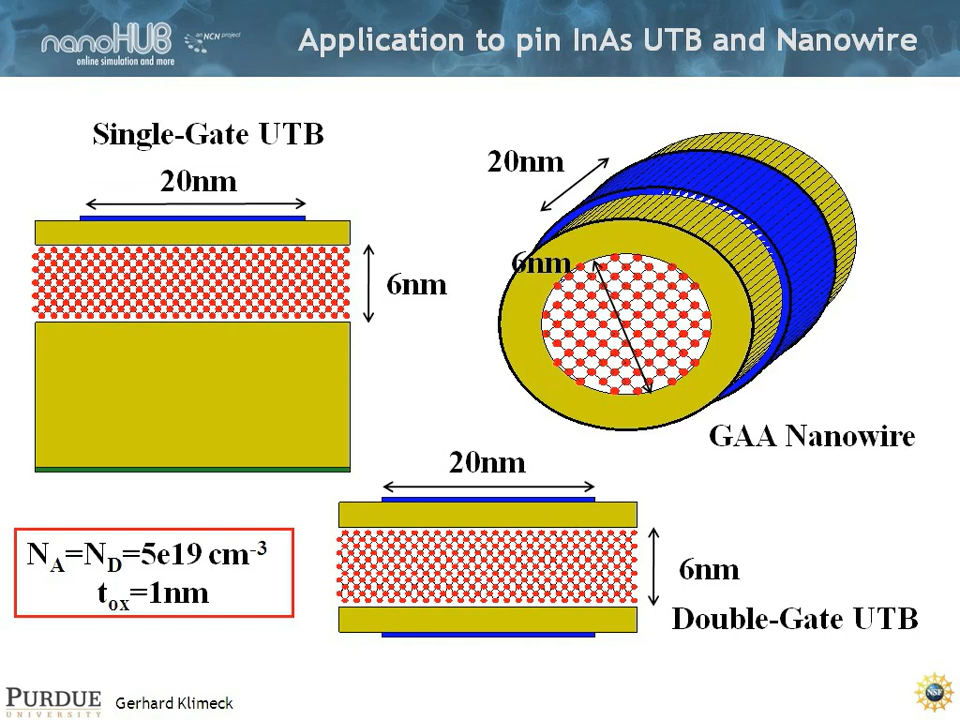 nanoHUB
an NCN project
online simulation and more
Application to pin InAs UTB and Nanowire
Single-Gate UTB
20nm
6nm
20nm
6nm
GAA Nanowire
20nm
6nm
Double-Gate UTB
N_A=N_D=5e19 cm^-3
t_ox=1nm
PURDUE
UNIVERSITY
Gerhard Klimeck
NSF